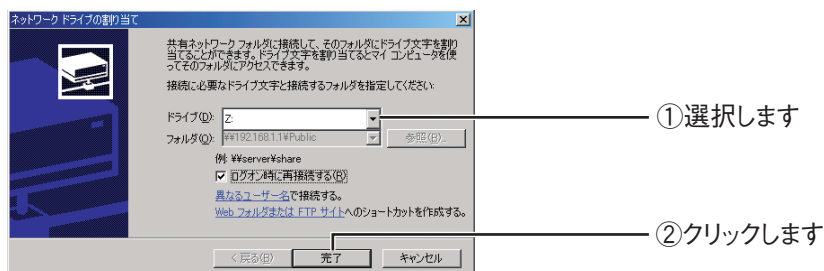 ネットワーク ドライブの割り当て
共有ネットワーク フォルダに接続して、そのフォルダにドライブ文字を割り
当てることができます。ドライブ文字を割り当てるとマイ コンピュータを使
ってそのフォルダにアクセスできます。
接続に必要なドライブ文字と接続するフォルダを指定してください:
ドライブ(D): Z:
①選択します
フォルダ(O): ¥¥192.168.1.1¥Public 参照(B)...
例: ¥¥server¥share
ログオン時に再接続する(R)
異なるユーザー名で接続する。
Web フォルダまたは FTP サイトへのショートカットを作成する。
②クリックします
< 戻る(B) 完了 キャンセル